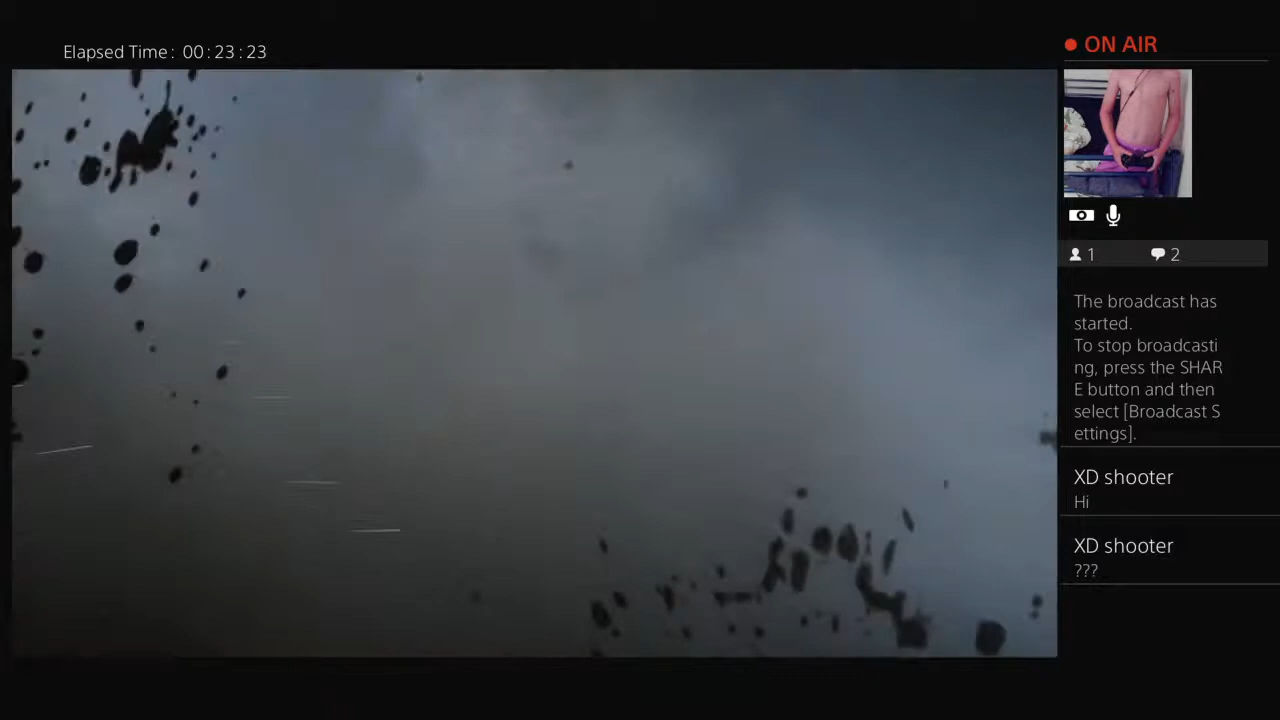 Elapsed Time: 00:23:23
ON AIR
1 2
The broadcast has
started.
To stop broadcasti
ng, press the SHAR
E button and then
select [Broadcast S
ettings].
XD shooter
Hi
XD shooter
???